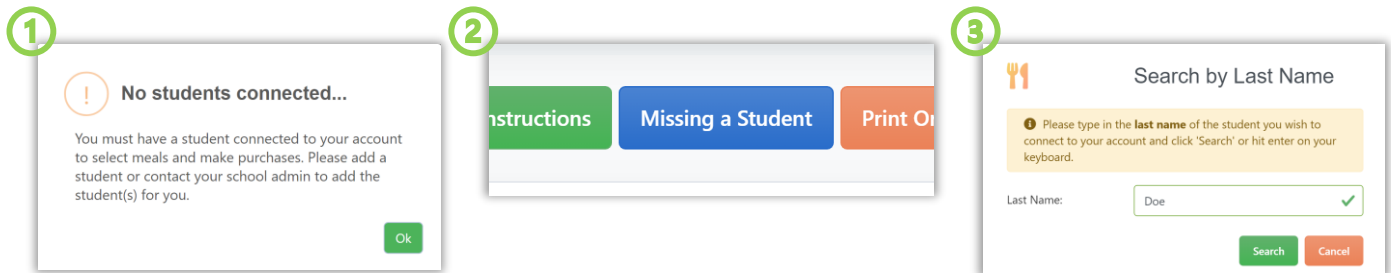 1
No students connected...
You must have a student connected to your account
to select meals and make purchases. Please add a
student or contact your school admin to add the
student(s) for you.
Ok
2
Missing a Student
Print
3
Search by Last Name
Please type in the last name of the student you wish to
connect to your account and click 'Search' or hit enter on your
keyboard.
Last Name:
Doe
Search
Cancel